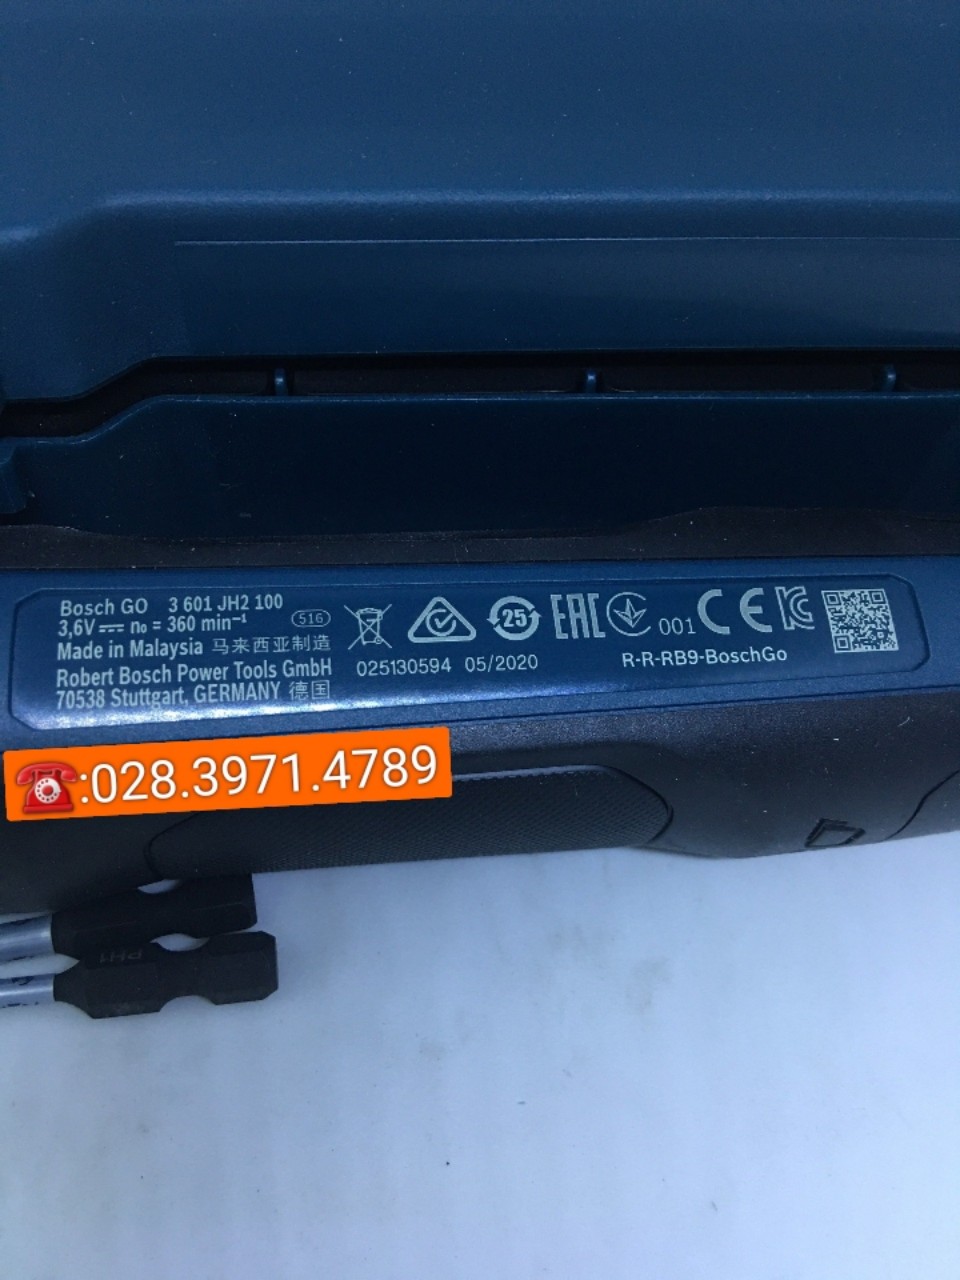 Bosch GO 3 601 JH2 100
3,6V⎓ n₀ = 360 min⁻¹ 516
Made in Malaysia 马来西亚制造
Robert Bosch Power Tools GmbH
70538 Stuttgart, GERMANY 德国
25 EAC 001 CE KC
025130594 05/2020
R-R-RB9-BoschGo
☎:028.3971.4789
PH1